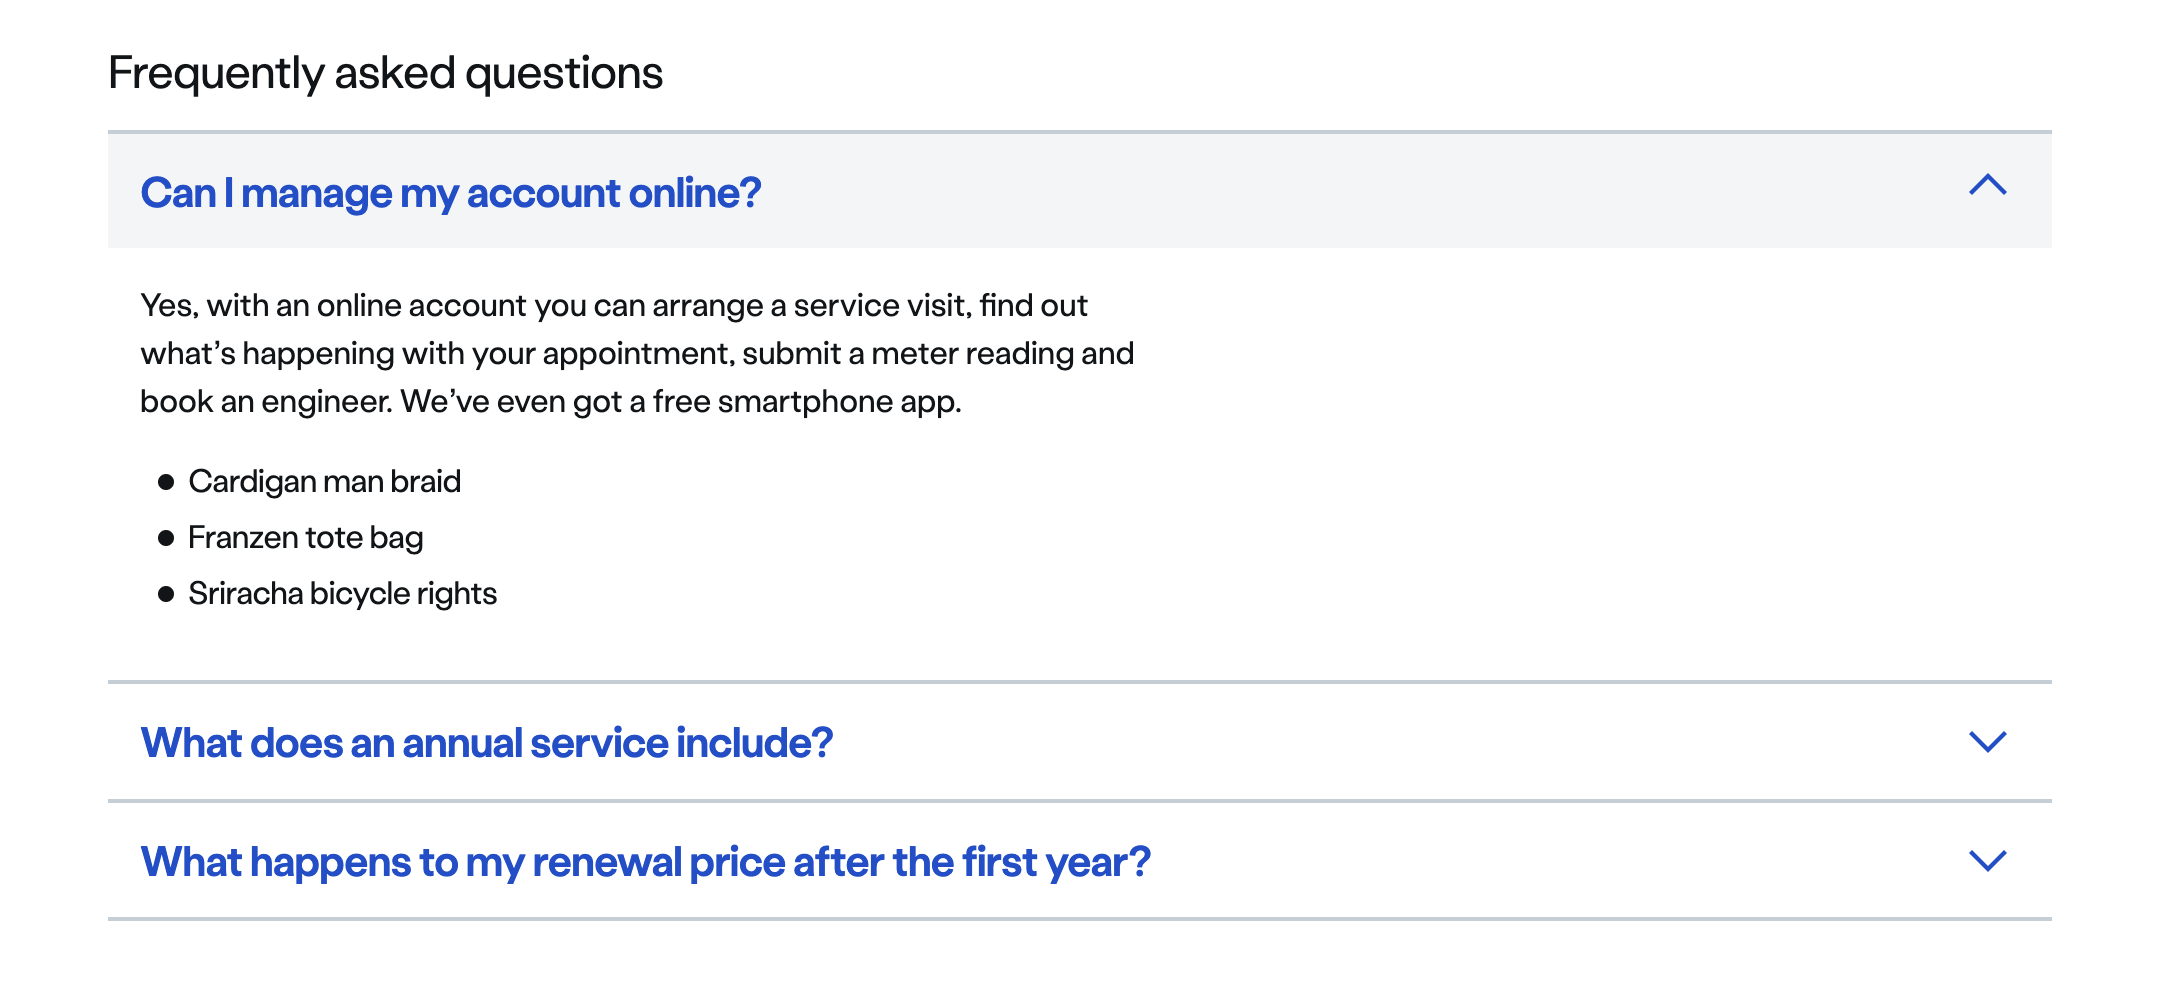 Frequently asked questions
Can I manage my account online?
Yes, with an online account you can arrange a service visit, find out
what’s happening with your appointment, submit a meter reading and
book an engineer. We’ve even got a free smartphone app.
Cardigan man braid
Franzen tote bag
Sriracha bicycle rights
What does an annual service include?
What happens to my renewal price after the first year?